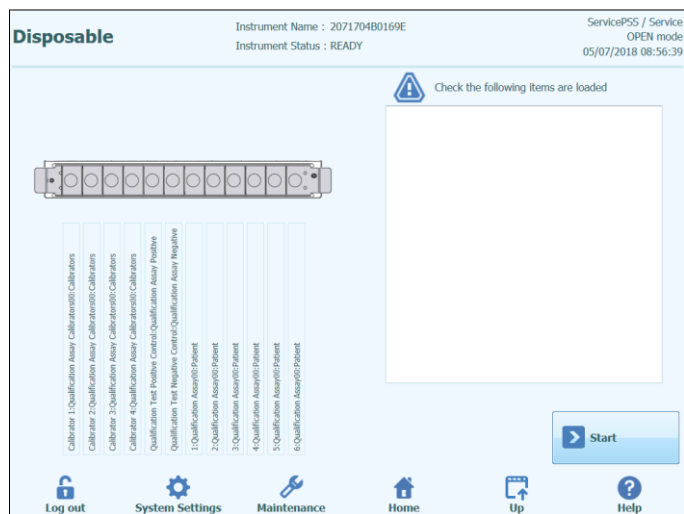 Disposable
Instrument Name : 2071704B0169E
Instrument Status : READY
ServicePSS / Service
OPEN mode
05/07/2018 08:56:39
Check the following items are loaded
Calibrator 1:Qualification Assay Calibrators00:Calibrators
Calibrator 2:Qualification Assay Calibrators00:Calibrators
Calibrator 3:Qualification Assay Calibrators00:Calibrators
Calibrator 4:Qualification Assay Calibrators00:Calibrators
Qualification Test Positive Control:Qualification Assay Positive
Qualification Test Negative Control:Qualification Assay Negative
1:Qualification Assay00:Patient
2:Qualification Assay00:Patient
3:Qualification Assay00:Patient
4:Qualification Assay00:Patient
5:Qualification Assay00:Patient
6:Qualification Assay00:Patient
Start
Log out
System Settings
Maintenance
Home
Up
Help